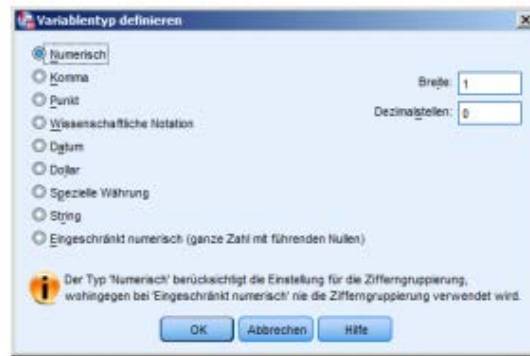 Variablentyp definieren
Numerisch
Komma
Punkt
Wissenschaftliche Notation
Datum
Dollar
Spezielle Währung
String
Eingeschränkt numerisch (ganze Zahl mit führenden Nullen)
Breite: 1
Dezimalstellen: 0
Der Typ 'Numerisch' berücksichtigt die Einstellung für die Zifferngruppierung,
wohingegen bei 'Eingeschränkt numerisch' nie die Zifferngruppierung verwendet wird.
OK Abbrechen Hilfe